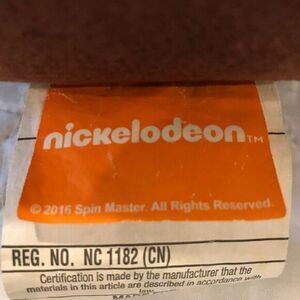 nickelodeon™
© 2016 Spin Master. All Rights Reserved.
REG. NO. NC 1182 (CN)
Certification is made by the manufacturer that the
materials in this article are described in accordance with
law.